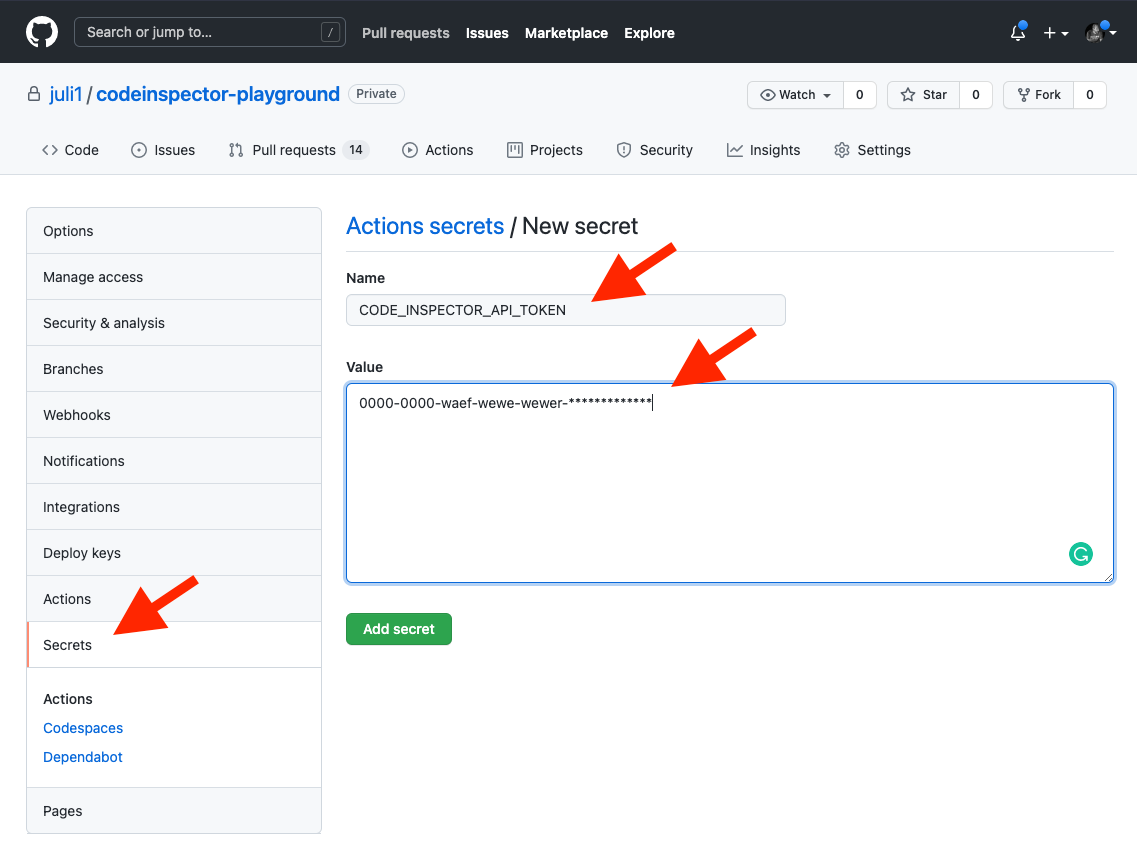 Search or jump to... /
Pull requests Issues Marketplace Explore
juli1 / codeinspector-playground Private
Watch 0 Star 0 Fork 0
Code Issues Pull requests 14 Actions Projects Security Insights Settings
Options
Manage access
Security & analysis
Branches
Webhooks
Notifications
Integrations
Deploy keys
Actions
Secrets
Actions
Codespaces
Dependabot
Pages
Actions secrets / New secret
Name
CODE_INSPECTOR_API_TOKEN
Value
0000-0000-waef-wewe-wewer-*************
G
Add secret